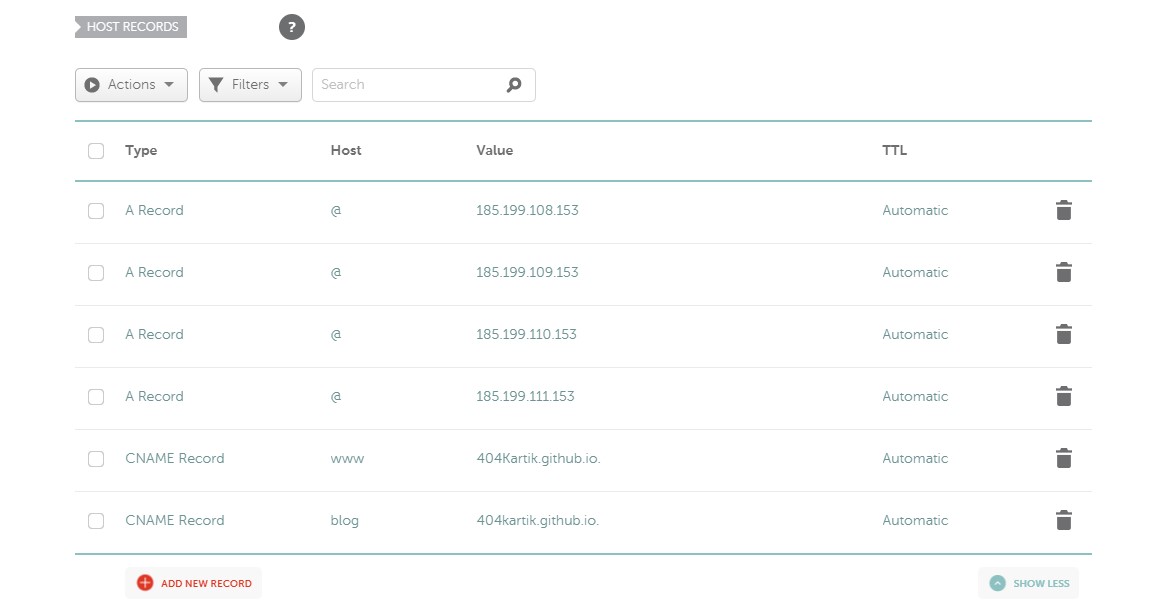 HOST RECORDS ?
Actions Filters Search
Type Host Value TTL
A Record @ 185.199.108.153 Automatic
A Record @ 185.199.109.153 Automatic
A Record @ 185.199.110.153 Automatic
A Record @ 185.199.111.153 Automatic
CNAME Record www 404Kartik.github.io. Automatic
CNAME Record blog 404kartik.github.io. Automatic
ADD NEW RECORD SHOW LESS